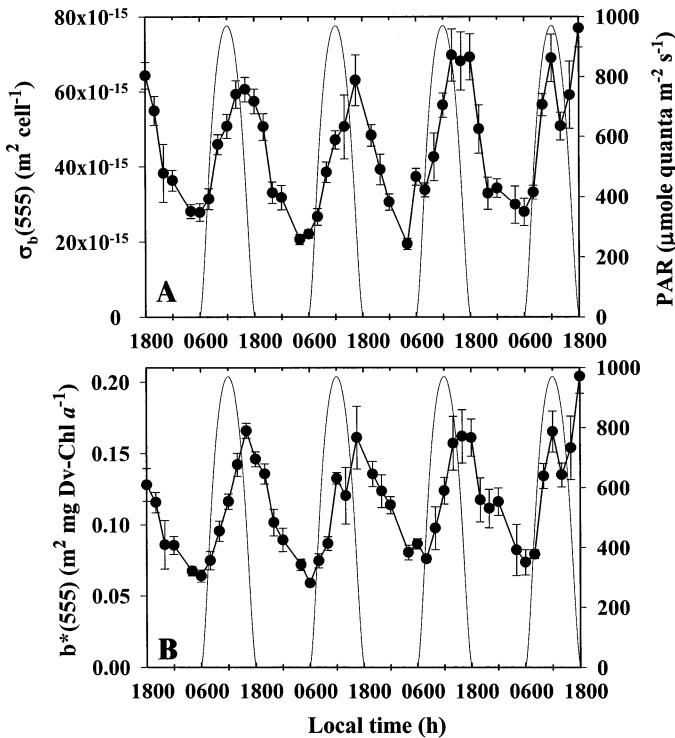 80x10-15
60x10-15
40x10-15
20x10-15
0
σb(555) (m2 cell-1)
A
1000
800
600
400
200
0
PAR (µmole quanta m-2 s-1)
1800 0600 1800 0600 1800 0600 1800 0600 1800
0.20
0.15
0.10
0.05
0.00
b*(555) (m2 mg Dv-Chl a-1)
B
1000
800
600
400
200
0
1800 0600 1800 0600 1800 0600 1800 0600 1800
Local time (h)